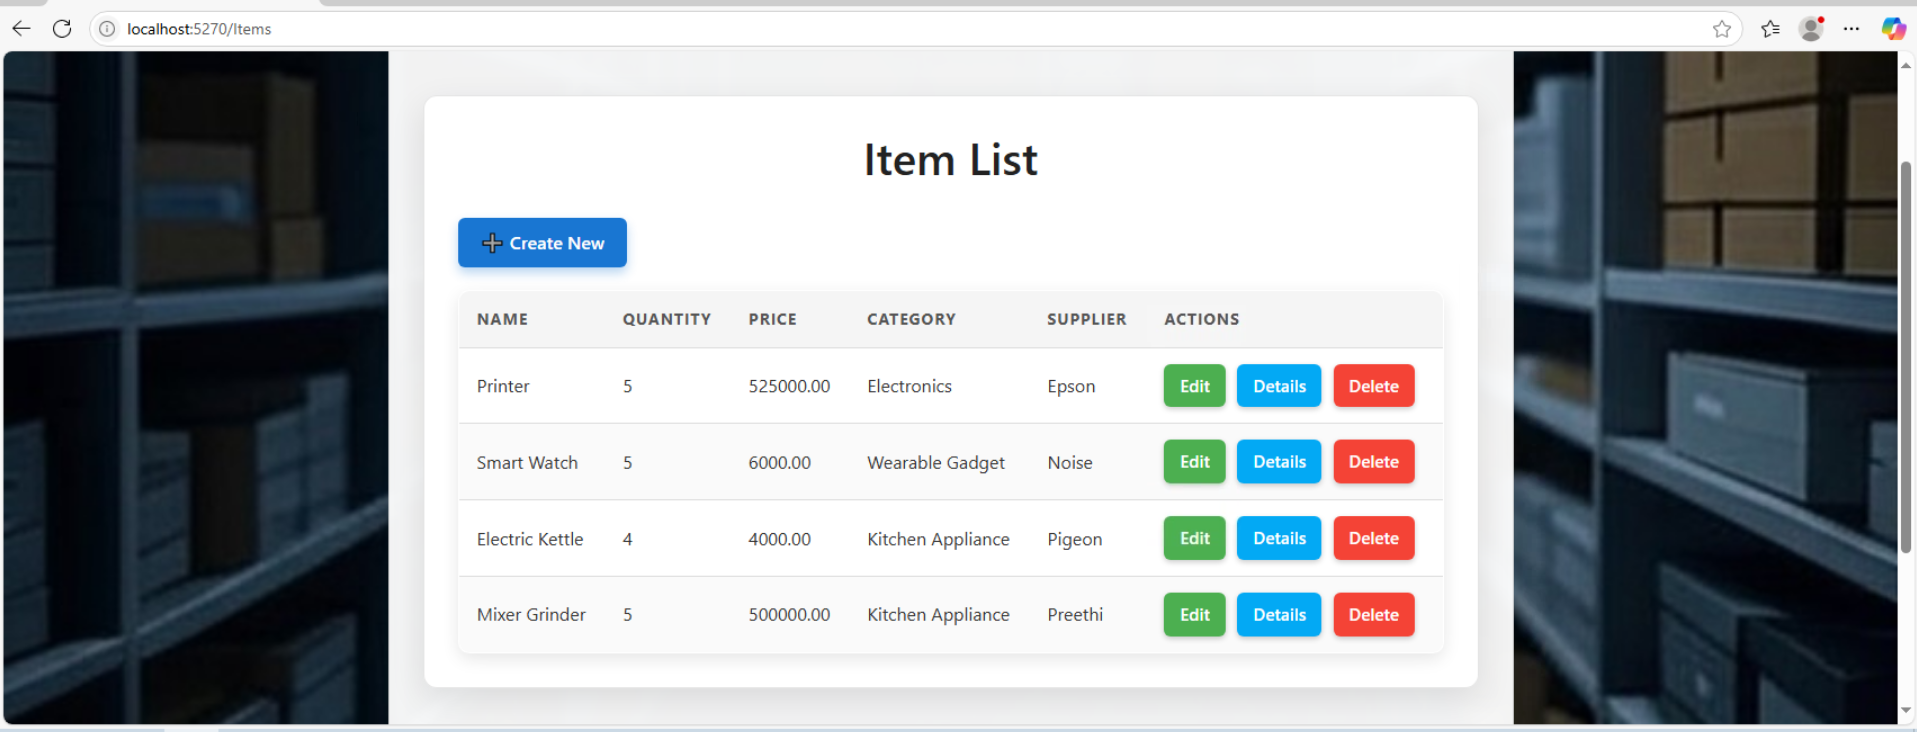 localhost:5270/Items
Item List
➕ Create New
NAME QUANTITY PRICE CATEGORY SUPPLIER ACTIONS
Printer 5 525000.00 Electronics Epson Edit Details Delete
Smart Watch 5 6000.00 Wearable Gadget Noise Edit Details Delete
Electric Kettle 4 4000.00 Kitchen Appliance Pigeon Edit Details Delete
Mixer Grinder 5 500000.00 Kitchen Appliance Preethi Edit Details Delete